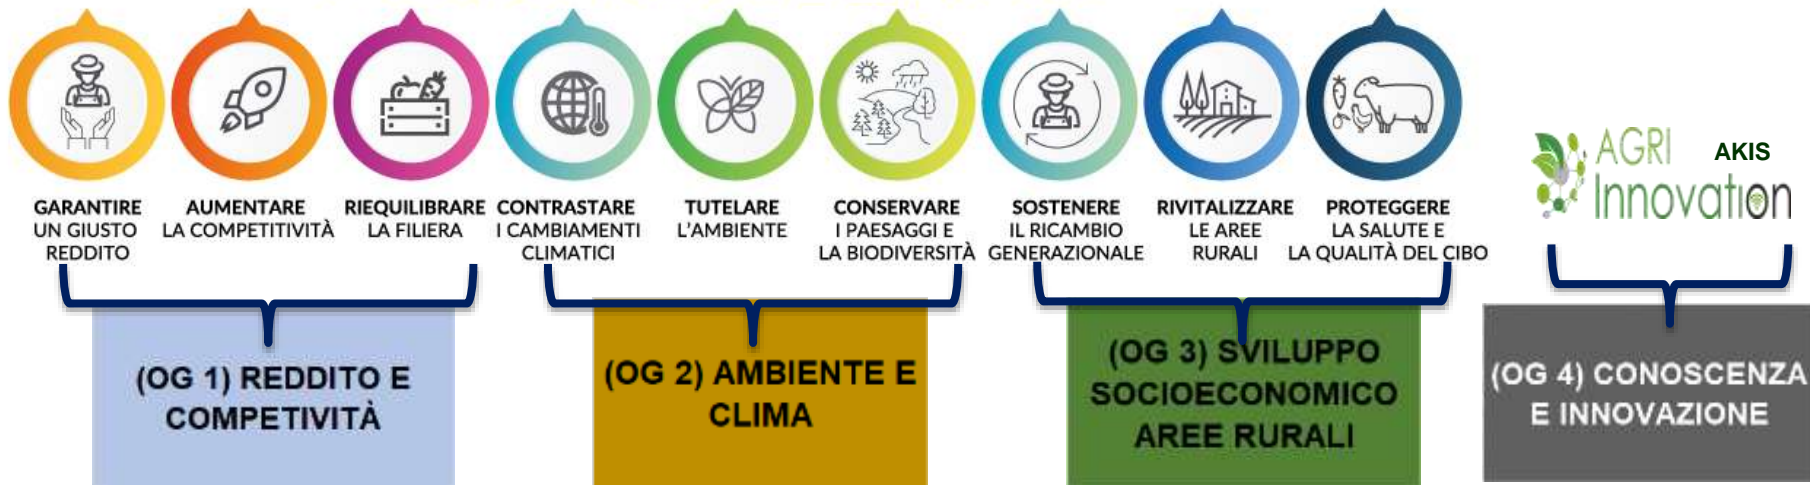 GARANTIRE
UN GIUSTO
REDDITO
AUMENTARE
LA COMPETITIVITÀ
RIEQUILIBRARE
LA FILIERA
CONTRASTARE
I CAMBIAMENTI
CLIMATICI
TUTELARE
L'AMBIENTE
CONSERVARE
I PAESAGGI E
LA BIODIVERSITÀ
SOSTENERE
IL RICAMBIO
GENERAZIONALE
RIVITALIZZARE
LE AREE
RURALI
PROTEGGERE
LA SALUTE E
LA QUALITÀ DEL CIBO
AGRI
Innovation
AKIS
(OG 1) REDDITO E
COMPETIVITÀ
(OG 2) AMBIENTE E
CLIMA
(OG 3) SVILUPPO
SOCIOECONOMICO
AREE RURALI
(OG 4) CONOSCENZA
E INNOVAZIONE